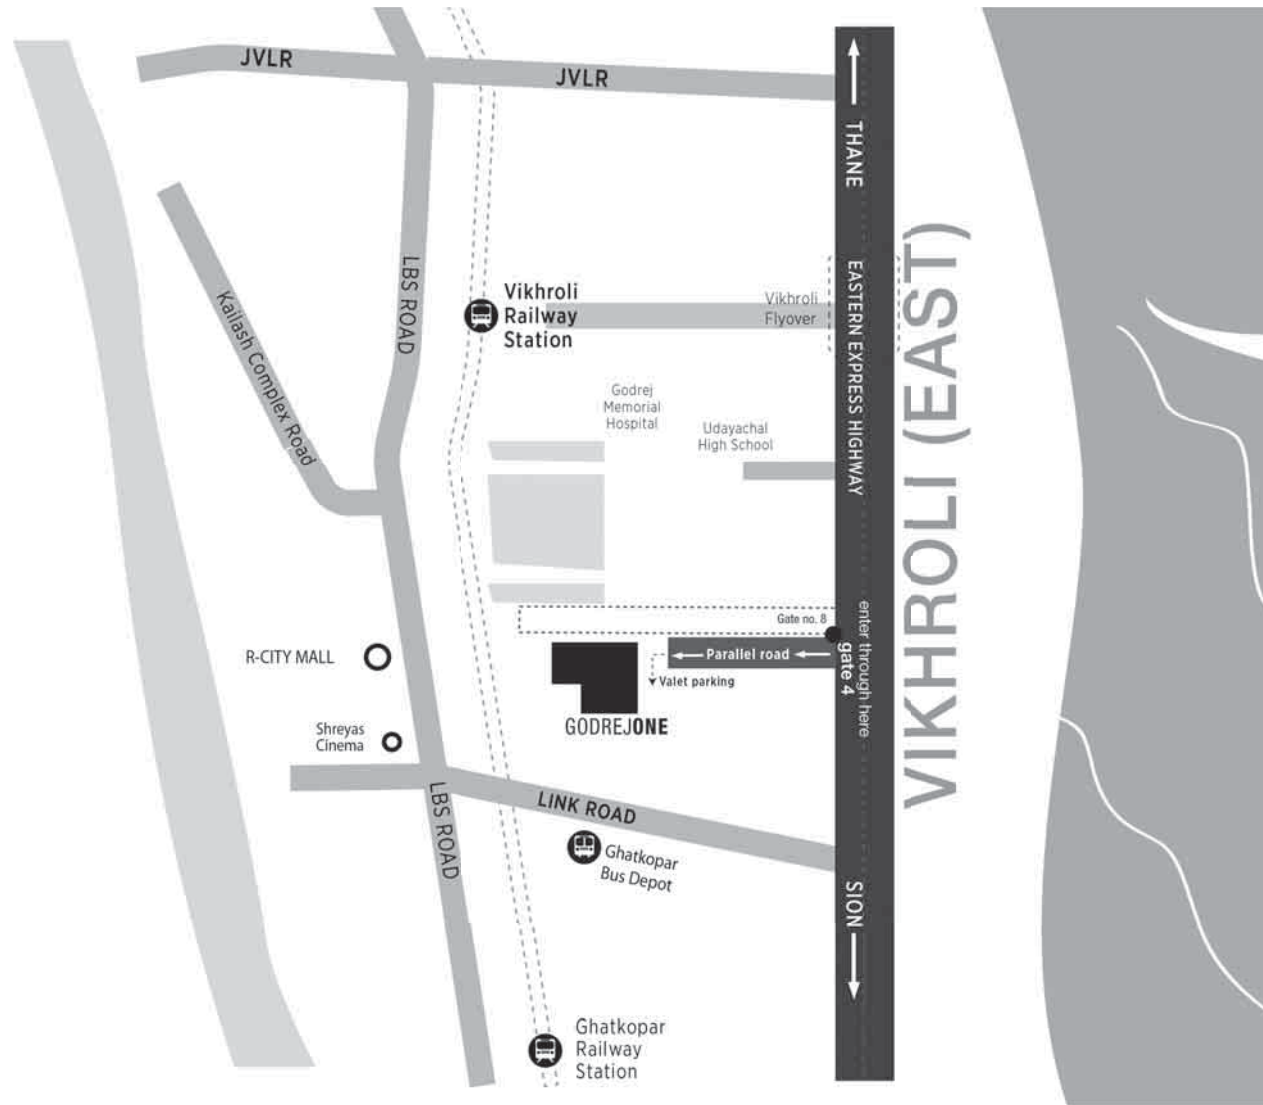 JVLR
JVLR
THANE
LBS ROAD
Kailash Complex Road
Vikhroli
Railway
Station
Vikhroli
Flyover
EASTERN EXPRESS HIGHWAY
VIKHROLI (EAST)
Godrej
Memorial
Hospital
Udayachal
High School
Gate no. 8
enter through here
gate 4
Parallel road
Valet parking
R-CITY MALL
GODREJONE
Shreyas
Cinema
LBS ROAD
LINK ROAD
Ghatkopar
Bus Depot
SION
Ghatkopar
Railway
Station